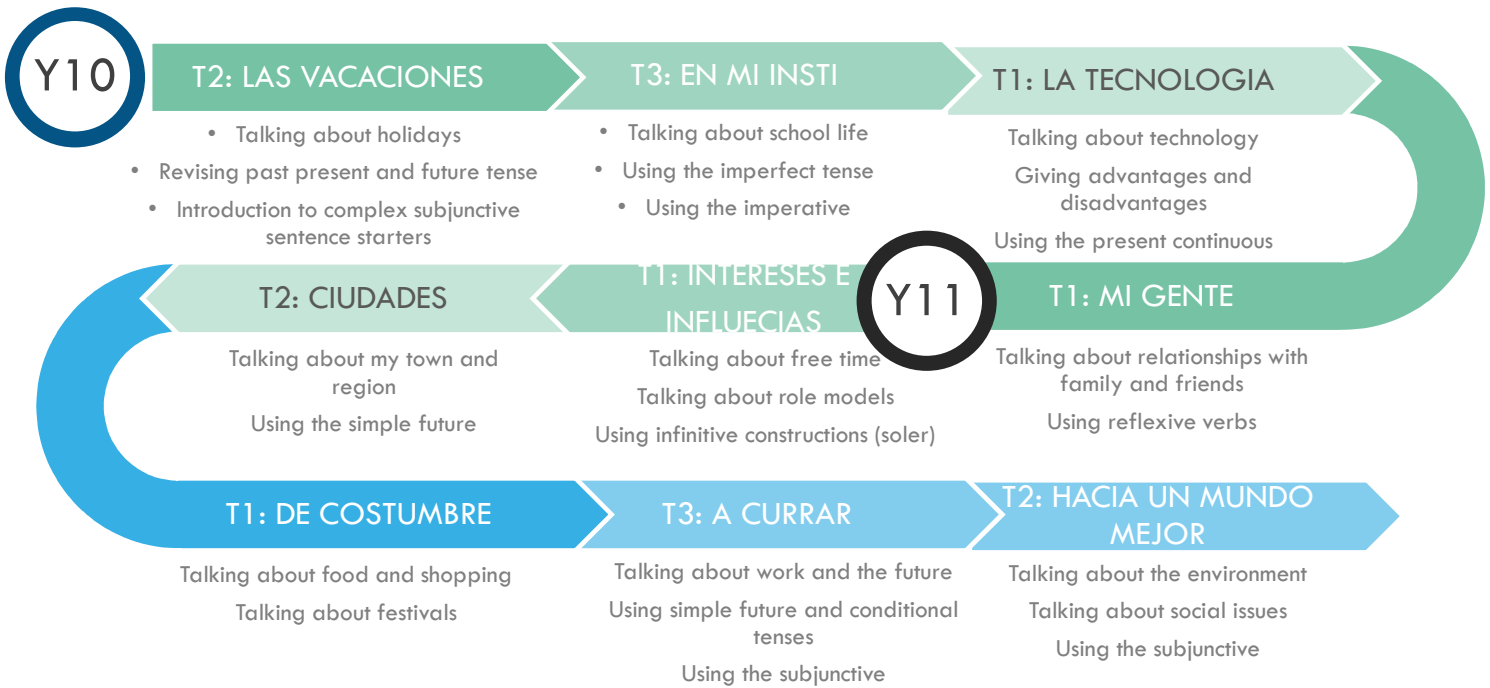 Y10
T2: LAS VACACIONES
• Talking about holidays
• Revising past present and future tense
• Introduction to complex subjunctive
sentence starters
T3: EN MI INSTI
• Talking about school life
• Using the imperfect tense
• Using the imperative
T1: LA TECNOLOGIA
Talking about technology
Giving advantages and
disadvantages
Using the present continuous
T1: MI GENTE
Talking about relationships with
family and friends
Using reflexive verbs
Y11
T1: INTERESES E
INFLUECIAS
Talking about free time
Talking about role models
Using infinitive constructions (soler)
T2: CIUDADES
Talking about my town and
region
Using the simple future
T1: DE COSTUMBRE
Talking about food and shopping
Talking about festivals
T3: A CURRAR
Talking about work and the future
Using simple future and conditional
tenses
Using the subjunctive
T2: HACIA UN MUNDO
MEJOR
Talking about the environment
Talking about social issues
Using the subjunctive